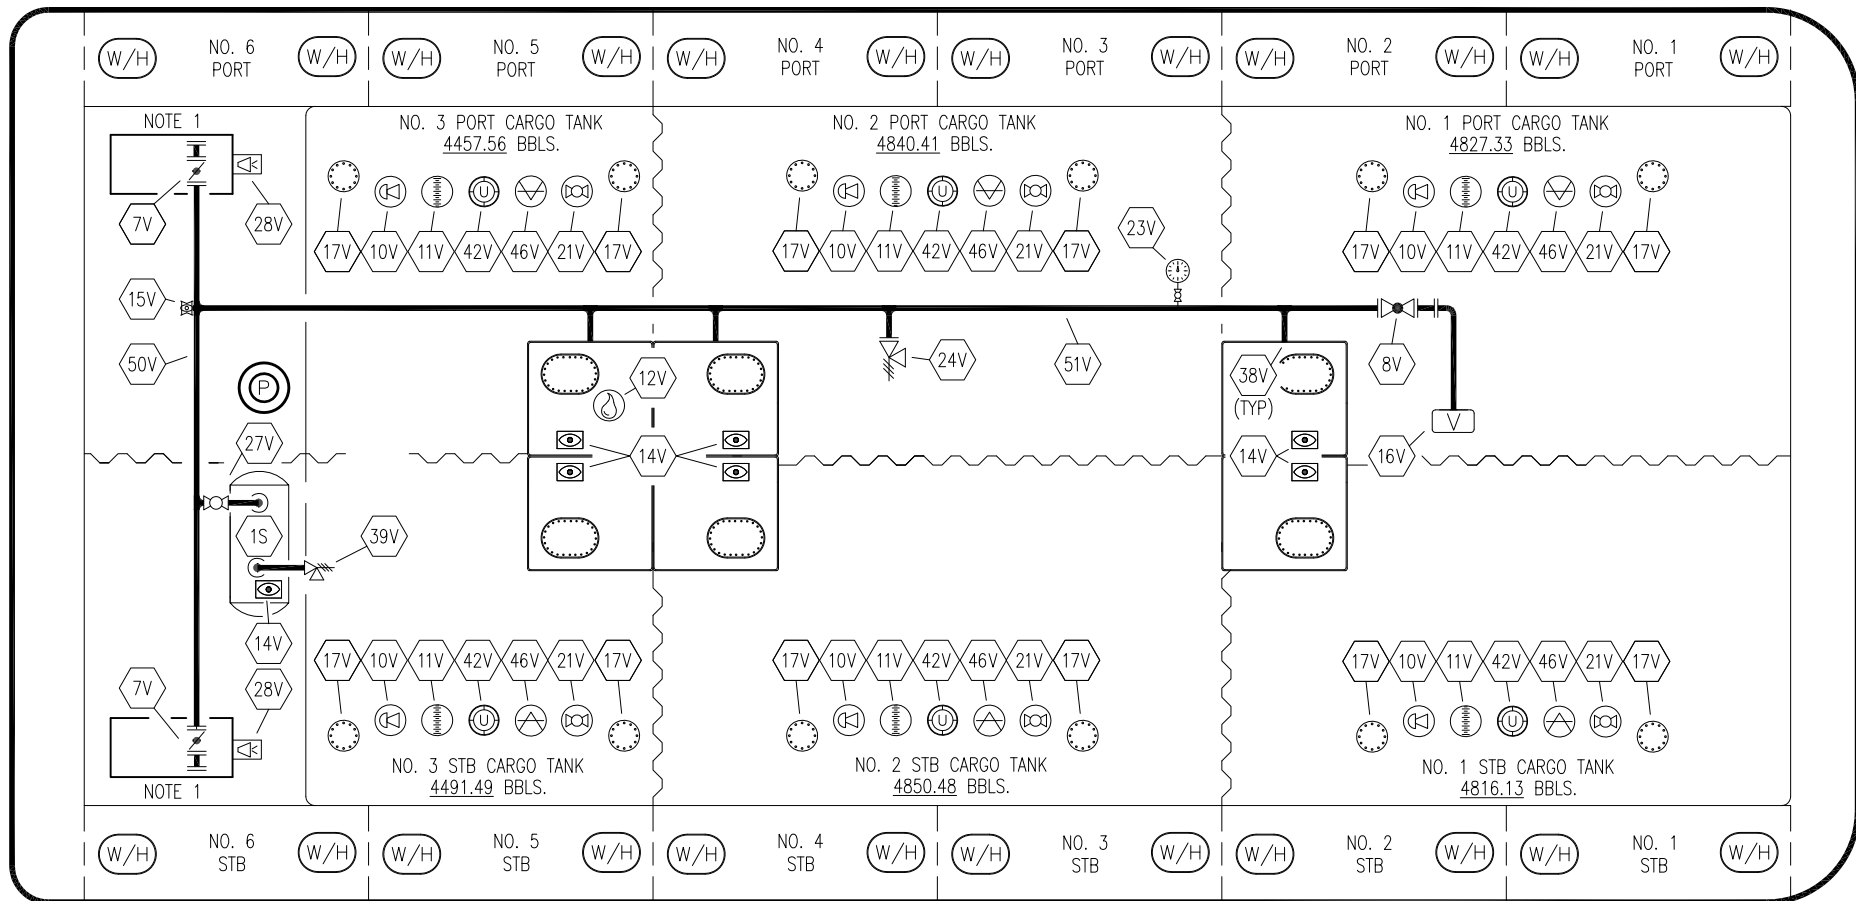 W/H NO. 6 W/H W/H NO. 5 W/H W/H NO. 4 W/H W/H NO. 3 W/H W/H NO. 2 W/H W/H NO. 1 W/H
PORT PORT PORT PORT PORT PORT
NOTE 1 NO. 3 PORT CARGO TANK NO. 2 PORT CARGO TANK NO. 1 PORT CARGO TANK
4457.56 BBLS. 4840.41 BBLS. 4827.33 BBLS.
U U U
7V 28V 23V
17V 10V 11V 42V 46V 21V 17V 17V 10V 11V 42V 46V 21V 17V 17V 10V 11V 42V 46V 21V 17V
15V
50V 24V 51V 8V
P 12V 38V
(TYP)
V
27V
14V 14V 16V
1S 39V
14V
17V 10V 11V 42V 46V 21V 17V 17V 10V 11V 42V 46V 21V 17V 17V 10V 11V 42V 46V 21V 17V
7V 28V
U U U
NO. 3 STB CARGO TANK NO. 2 STB CARGO TANK NO. 1 STB CARGO TANK
4491.49 BBLS. 4850.48 BBLS. 4816.13 BBLS.
NOTE 1
W/H NO. 6 W/H W/H NO. 5 W/H W/H NO. 4 W/H W/H NO. 3 W/H W/H NO. 2 W/H W/H NO. 1 W/H
STB STB STB STB STB STB